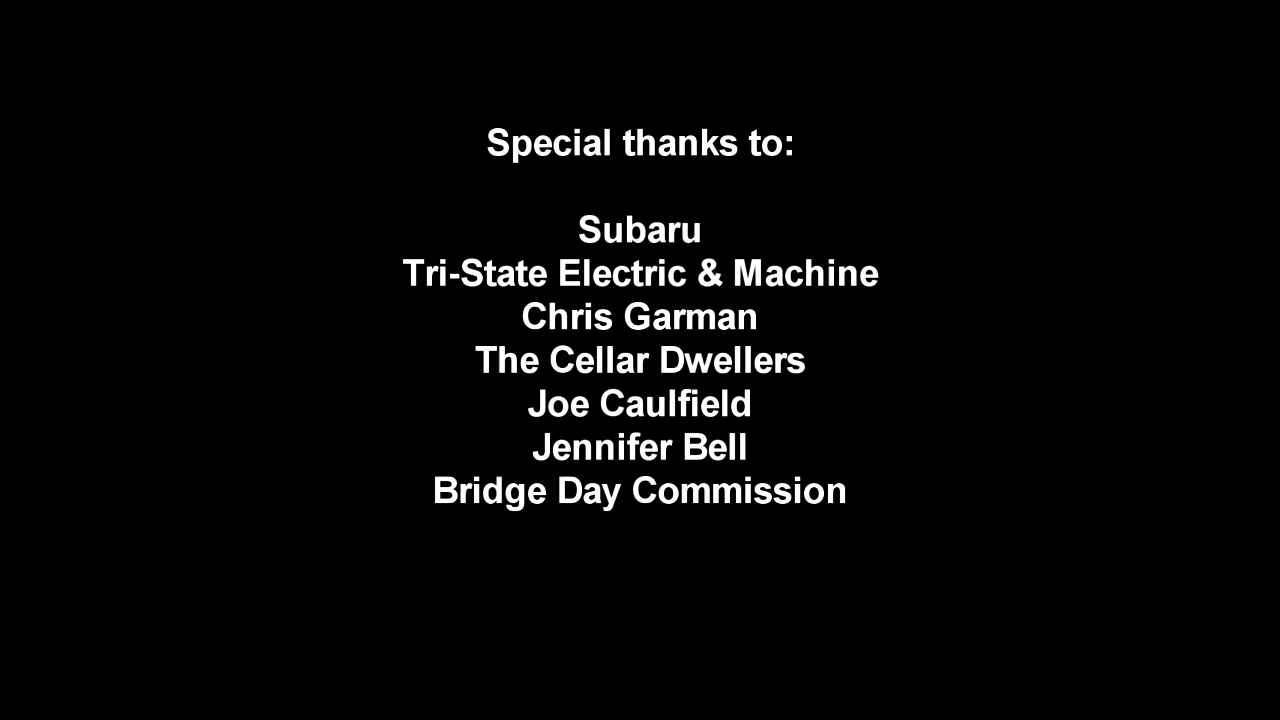 Special thanks to:
Subaru
Tri-State Electric & Machine
Chris Garman
The Cellar Dwellers
Joe Caulfield
Jennifer Bell
Bridge Day Commission